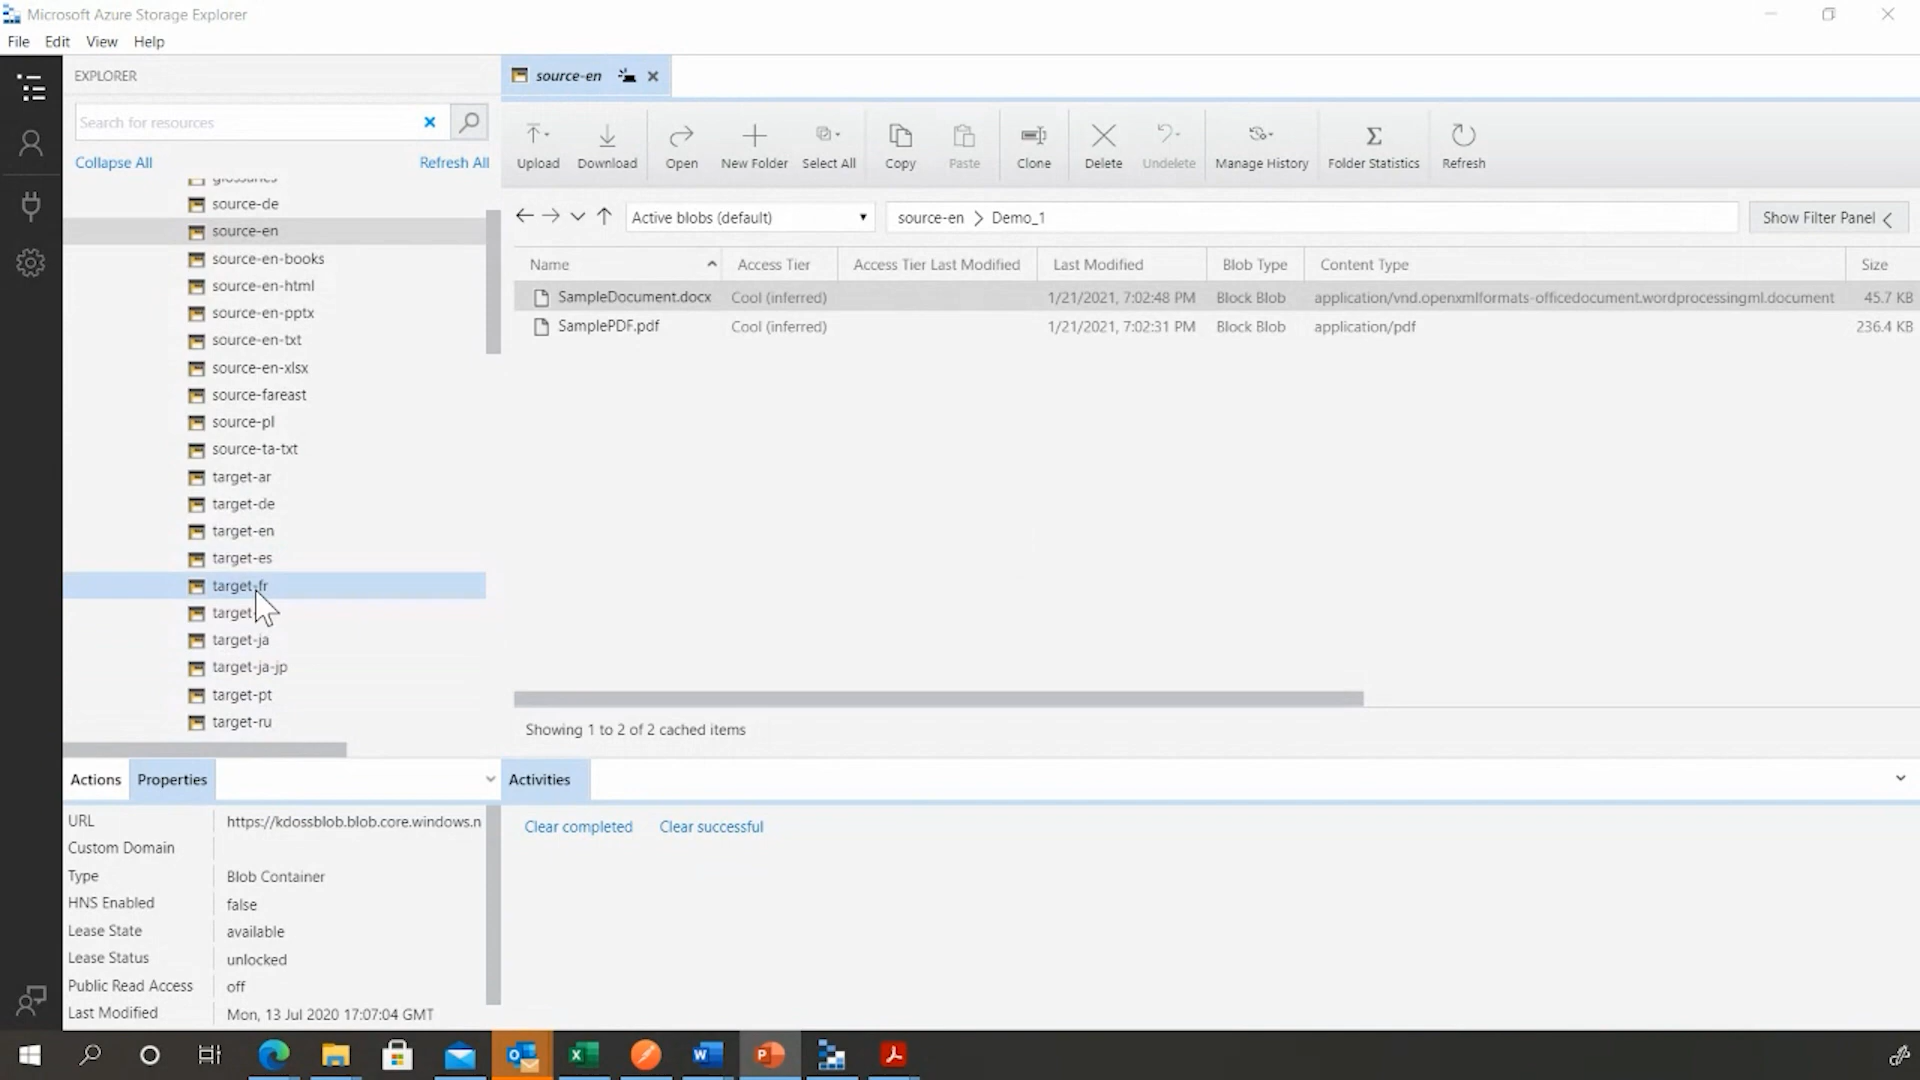 Microsoft Azure Storage Explorer
File Edit View Help
EXPLORER
Search for resources
Collapse All Refresh All
source-de
source-en
source-en-books
source-en-html
source-en-pptx
source-en-txt
source-en-xlsx
source-fareast
source-pl
source-ta-txt
target-ar
target-de
target-en
target-es
target-fr
target-ja
target-ja-jp
target-pt
target-ru
source-en
Upload Download Open New Folder Select All Copy Paste Clone Delete Undelete Manage History Folder Statistics Refresh
Active blobs (default) source-en > Demo_1 Show Filter Panel
Name Access Tier Access Tier Last Modified Last Modified Blob Type Content Type Size
SampleDocument.docx Cool (inferred) 1/21/2021, 7:02:48 PM Block Blob application/vnd.openxmlformats-officedocument.wordprocessingml.document 45.7 KB
SamplePDF.pdf Cool (inferred) 1/21/2021, 7:02:31 PM Block Blob application/pdf 236.4 KB
Showing 1 to 2 of 2 cached items
Actions Properties
URL https://kdossblob.blob.core.windows.n
Custom Domain
Type Blob Container
HNS Enabled false
Lease State available
Lease Status unlocked
Public Read Access off
Last Modified Mon, 13 Jul 2020 17:07:04 GMT
Activities
Clear completed Clear successful